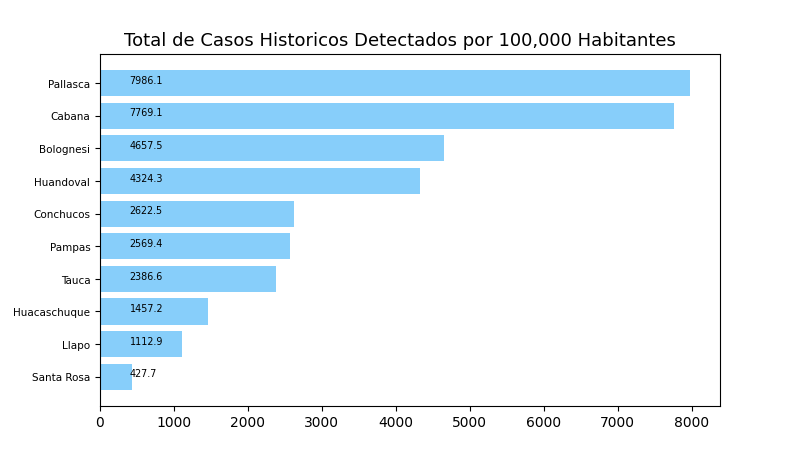 Total de Casos Historicos Detectados por 100,000 Habitantes
Pallasca 7986.1
Cabana 7769.1
Bolognesi 4657.5
Huandoval 4324.3
Conchucos 2622.5
Pampas 2569.4
Tauca 2386.6
Huacaschuque 1457.2
Llapo 1112.9
Santa Rosa 427.7
0 1000 2000 3000 4000 5000 6000 7000 8000